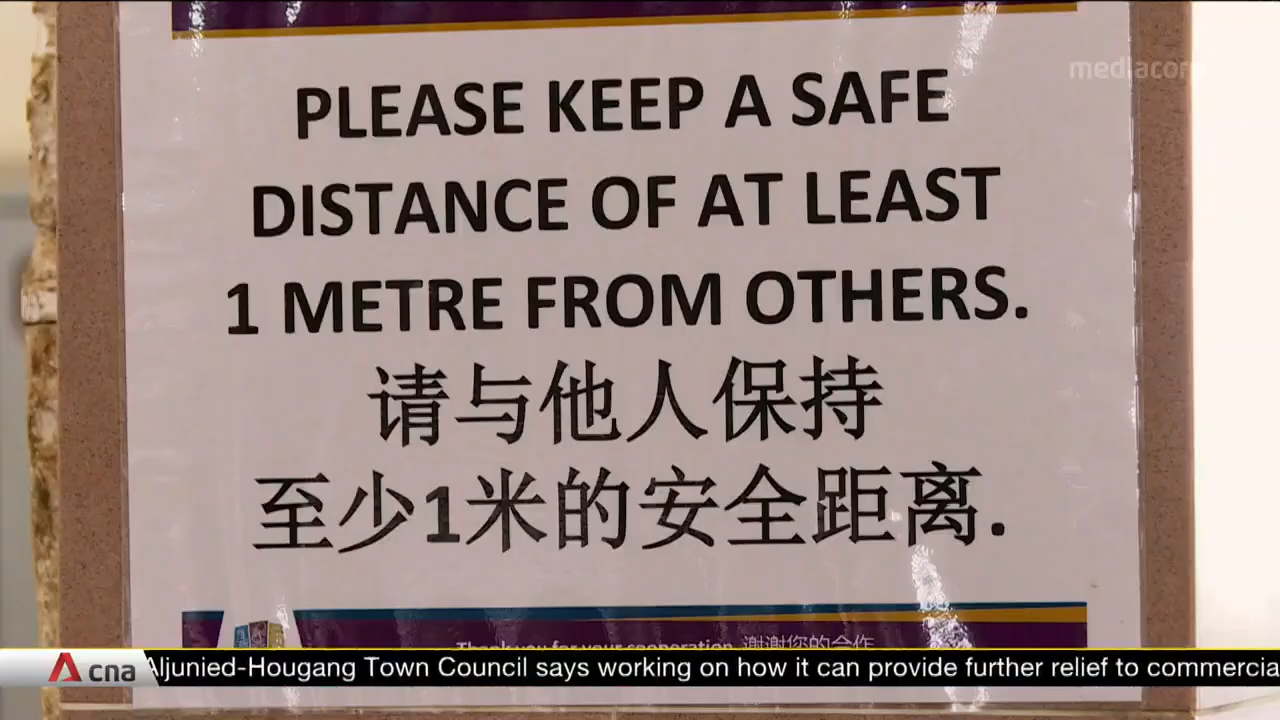 mediacorp
PLEASE KEEP A SAFE
DISTANCE OF AT LEAST
1 METRE FROM OTHERS.
请与他人保持
至少1米的安全距离.
Thank you for your cooperation 谢谢您的合作
cna
Aljunied-Hougang Town Council says working on how it can provide further relief to commercia